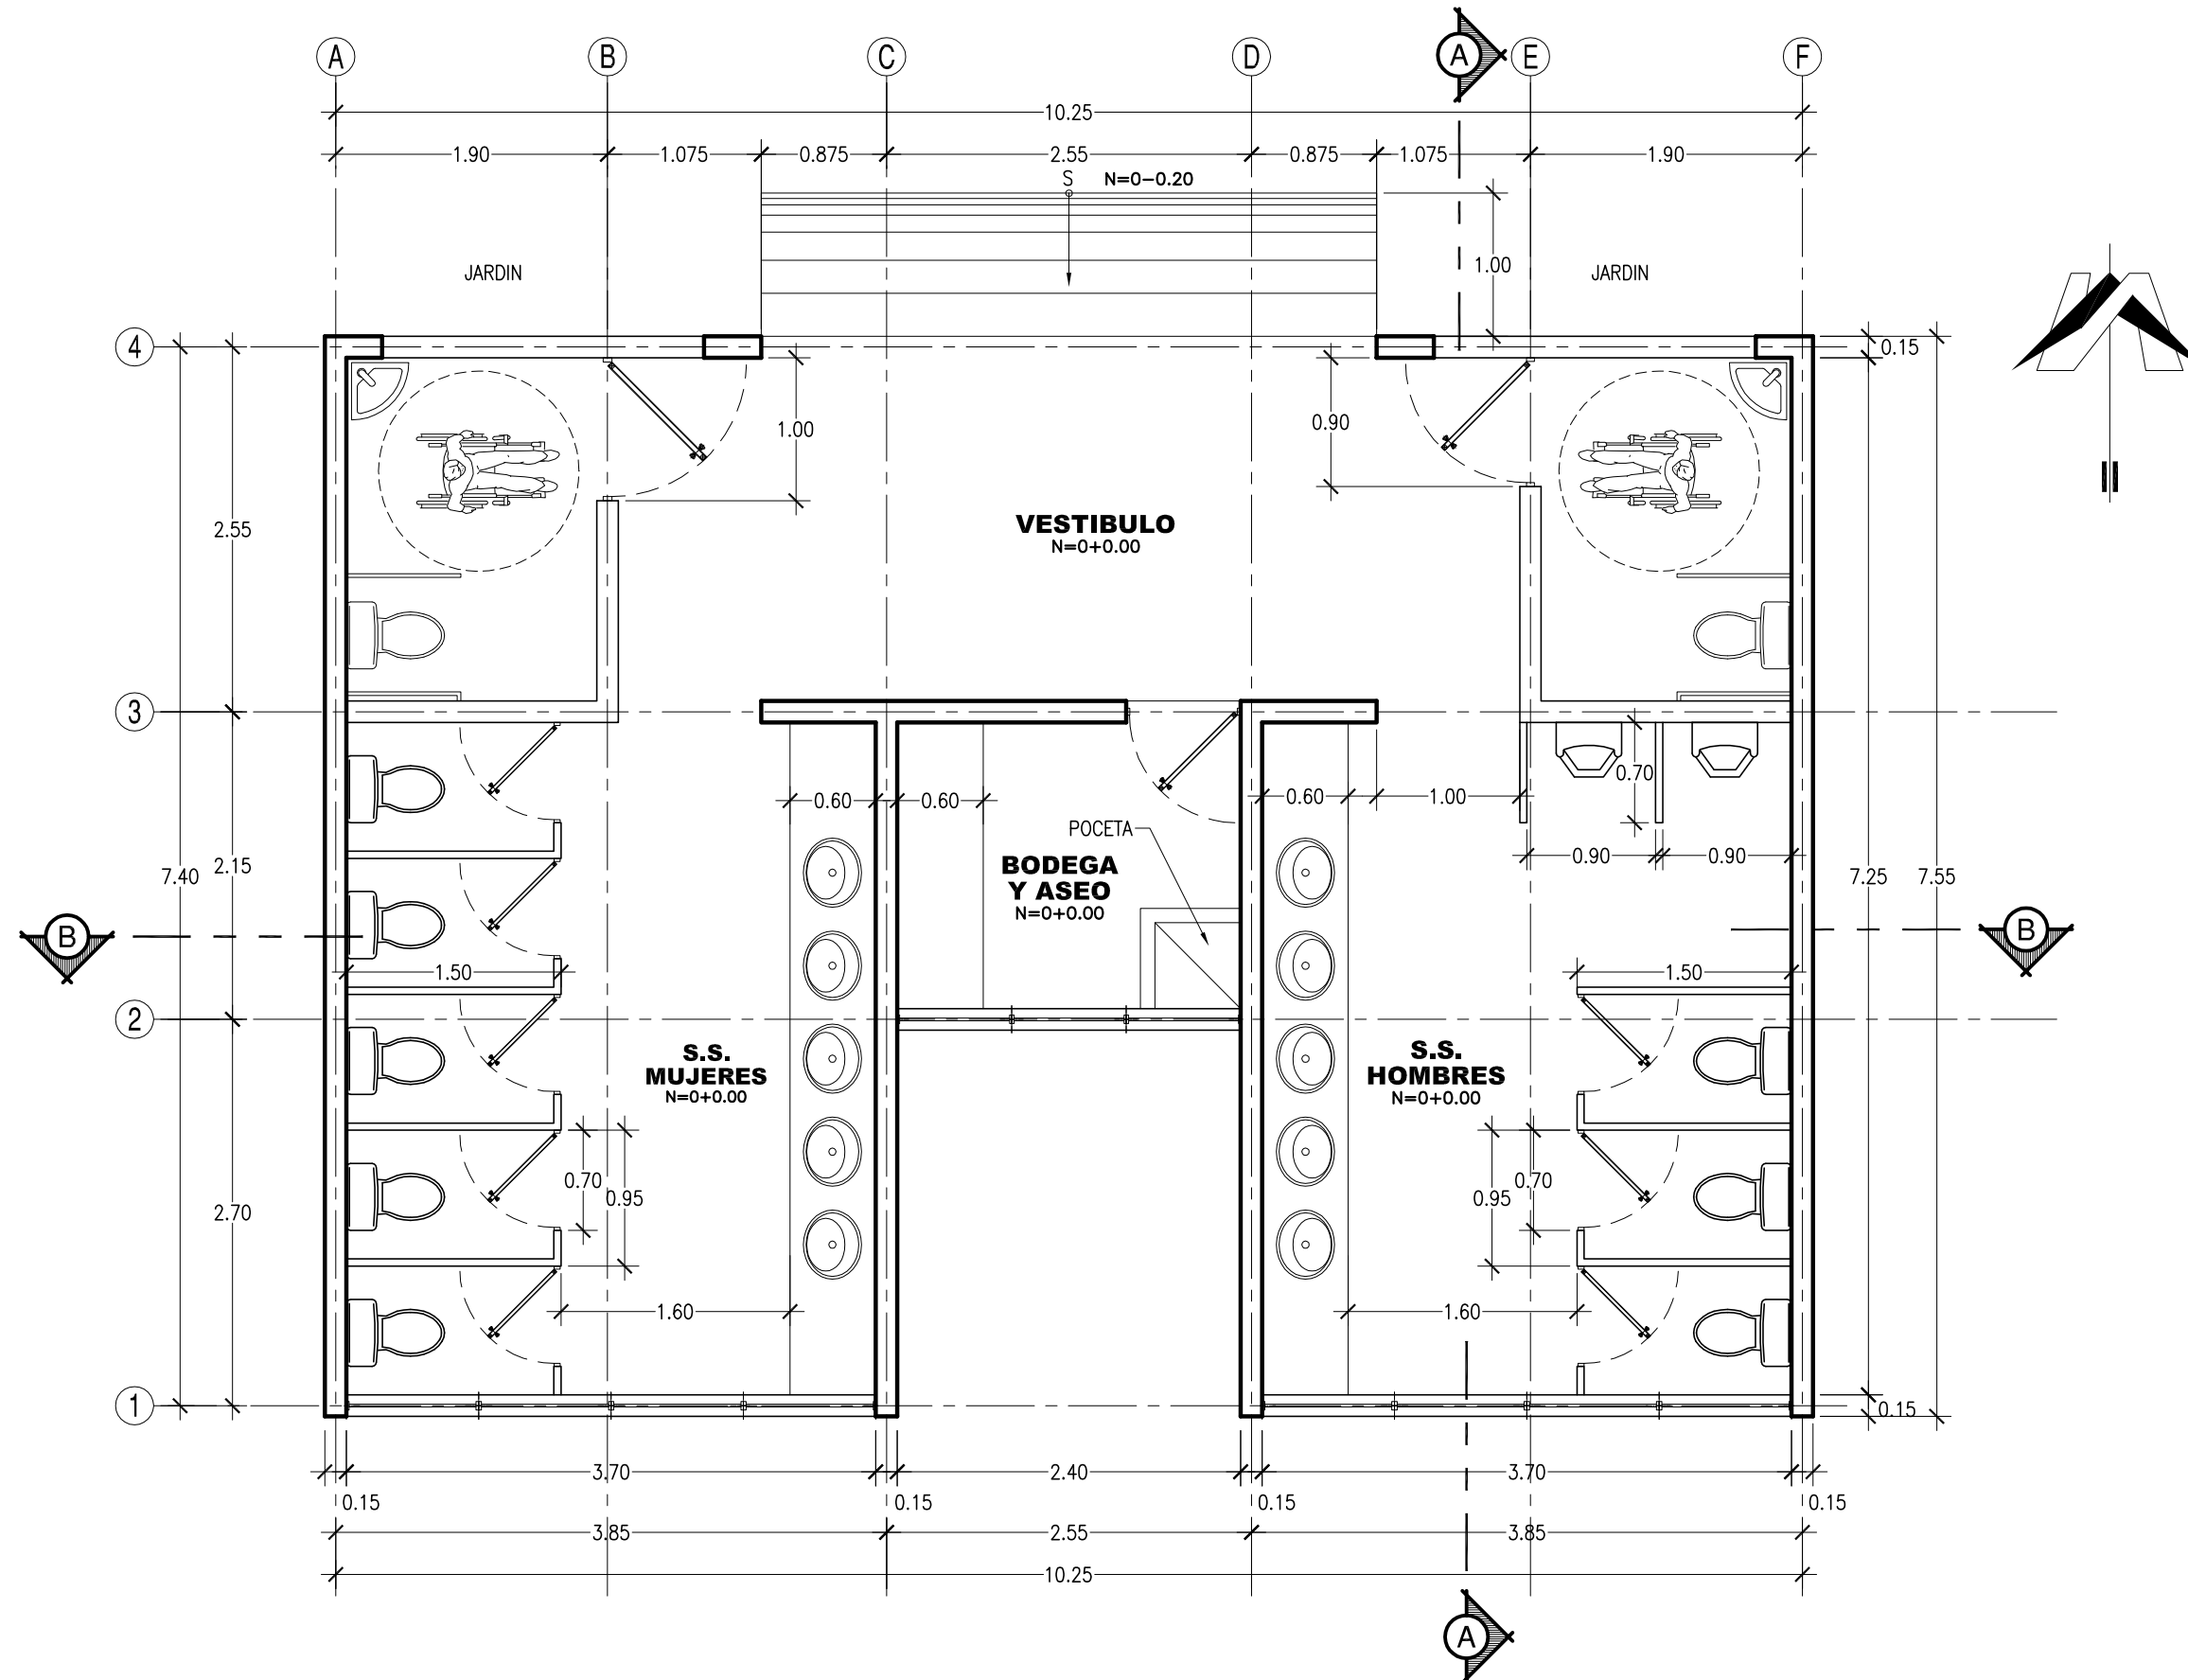 A B C D A E F
10.25
1.90 1.075 0.875 2.55 0.875 1.075 1.90
S N=0-0.20
JARDIN 1.00 JARDIN
4 0.15
1.00 0.90
2.55 VESTIBULO
N=0+0.00
3
0.70
0.60 0.60 0.60 1.00
POCETA
0.90 0.90
7.40 2.15 BODEGA 7.25 7.55
Y ASEO
N=0+0.00
B B
1.50 1.50
2
S.S. S.S.
MUJERES HOMBRES
N=0+0.00 N=0+0.00
2.70 0.70 0.95 0.95 0.70
1.60 1.60
1 0.15
3.70 2.40 3.70
0.15 0.15 0.15 0.15
3.85 2.55 3.85
10.25
A